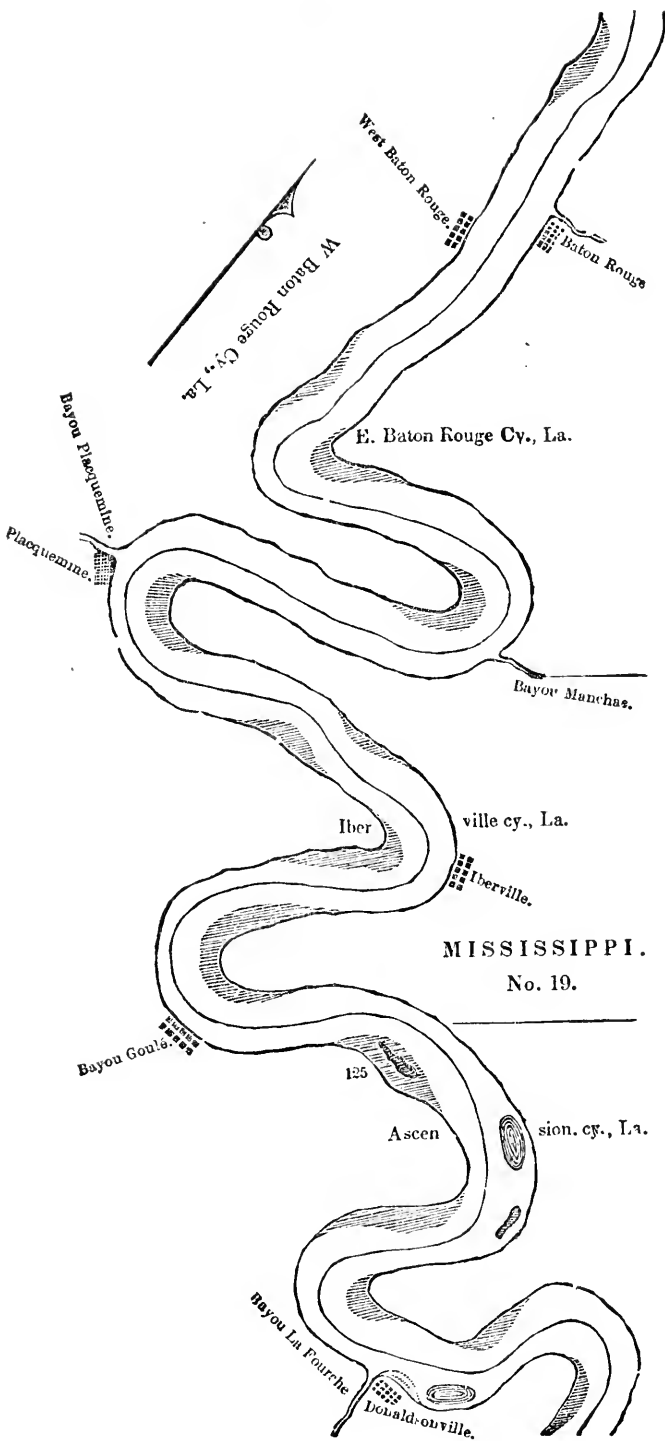 West Baton Rouge.
Baton Rouge
W Baton Rouge Cy., La.
E. Baton Rouge Cy., La.
Bayou Placquemine.
Placquemine.
Bayou Manchas.
Iber ville cy., La.
Iberville.
MISSISSIPPI.
No. 19.
Bayou Goulé.
125
Ascen sion. cy., La.
Bayou La Fourche
Donaldsonville.